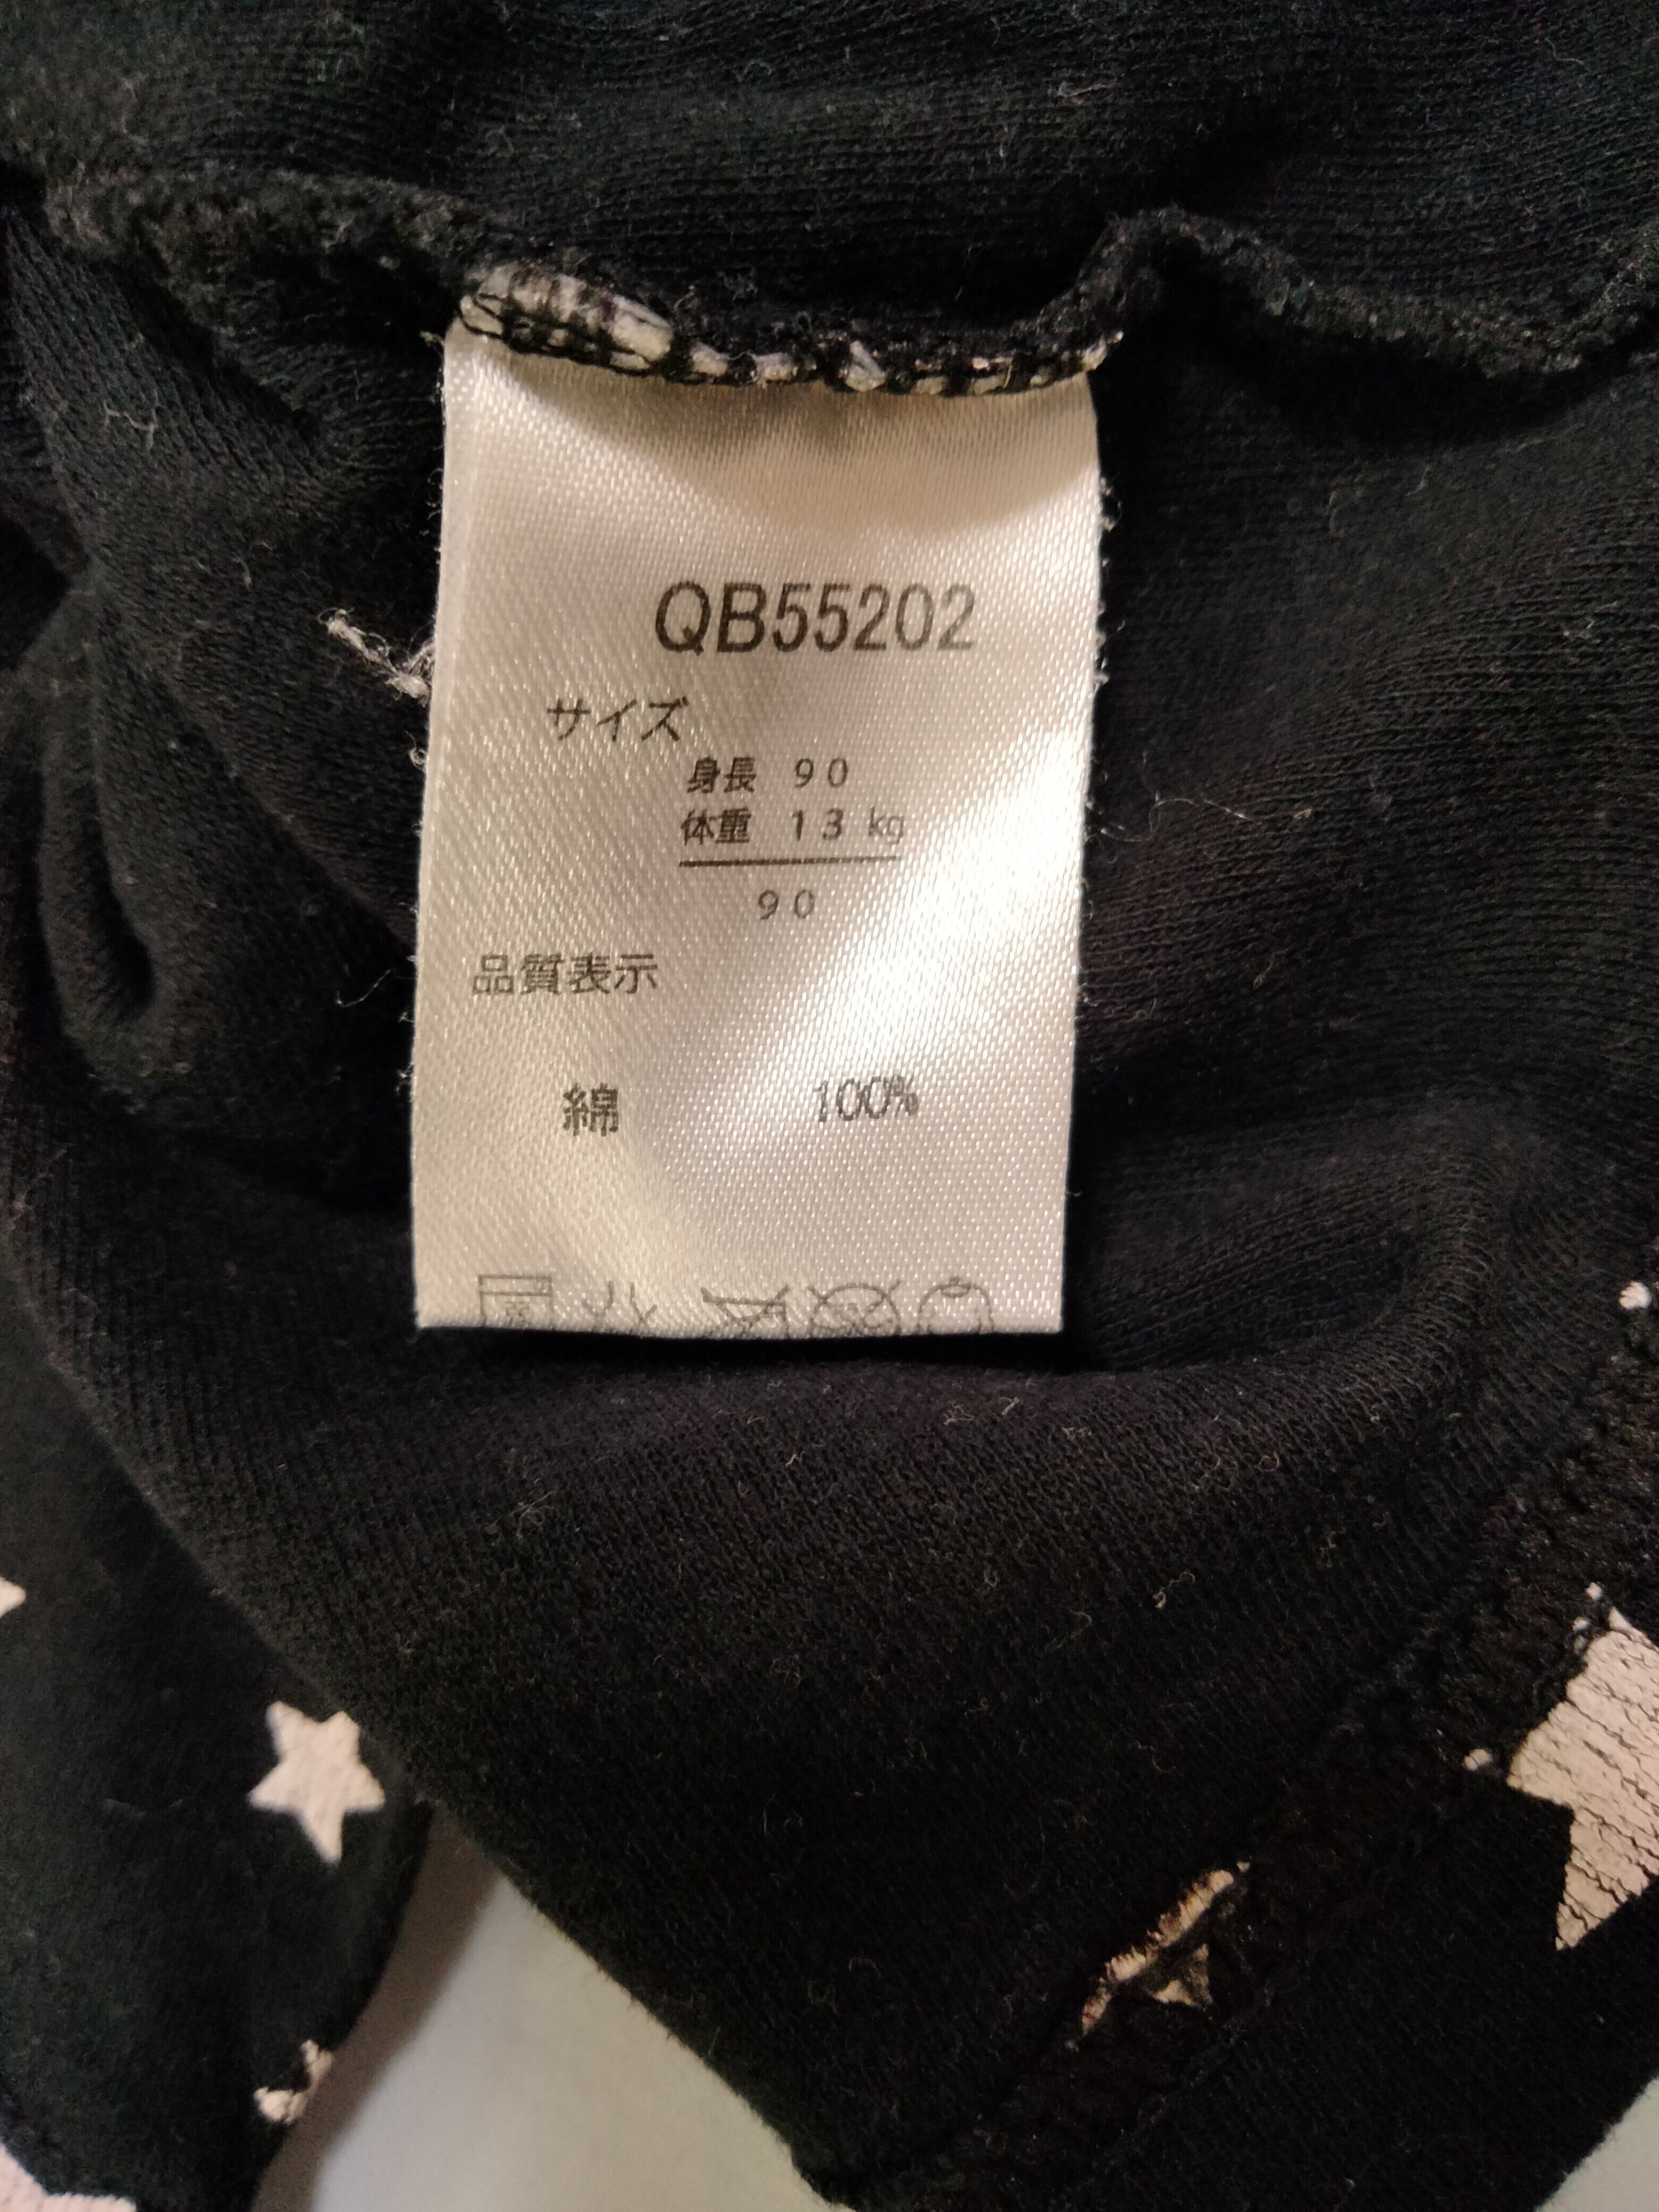 QB55202
サイズ
身長 90
体重 13 kg
90
品質表示
綿 100%